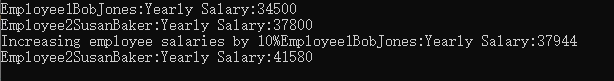 Employee1BobJones:Yearly Salary:34500
Employee2SusanBaker:Yearly Salary:37800
Increasing employee salaries by 10%Employee1BobJones:Yearly Salary:37944
Employee2SusanBaker:Yearly Salary:41580